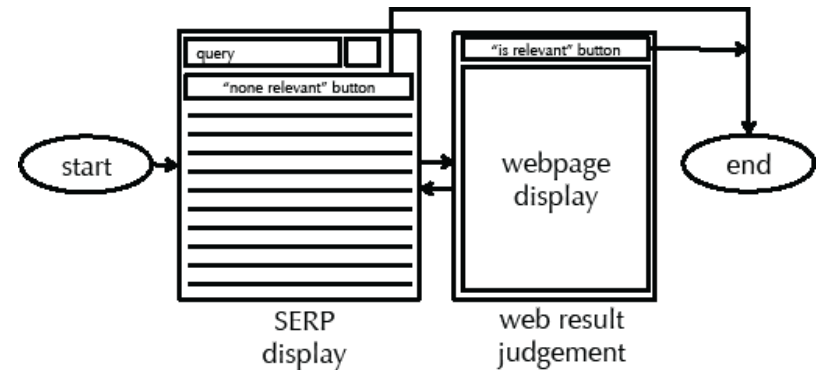 query
"none relevant" button
"is relevant" button
start
webpage
display
end
SERP
display
web result
judgement